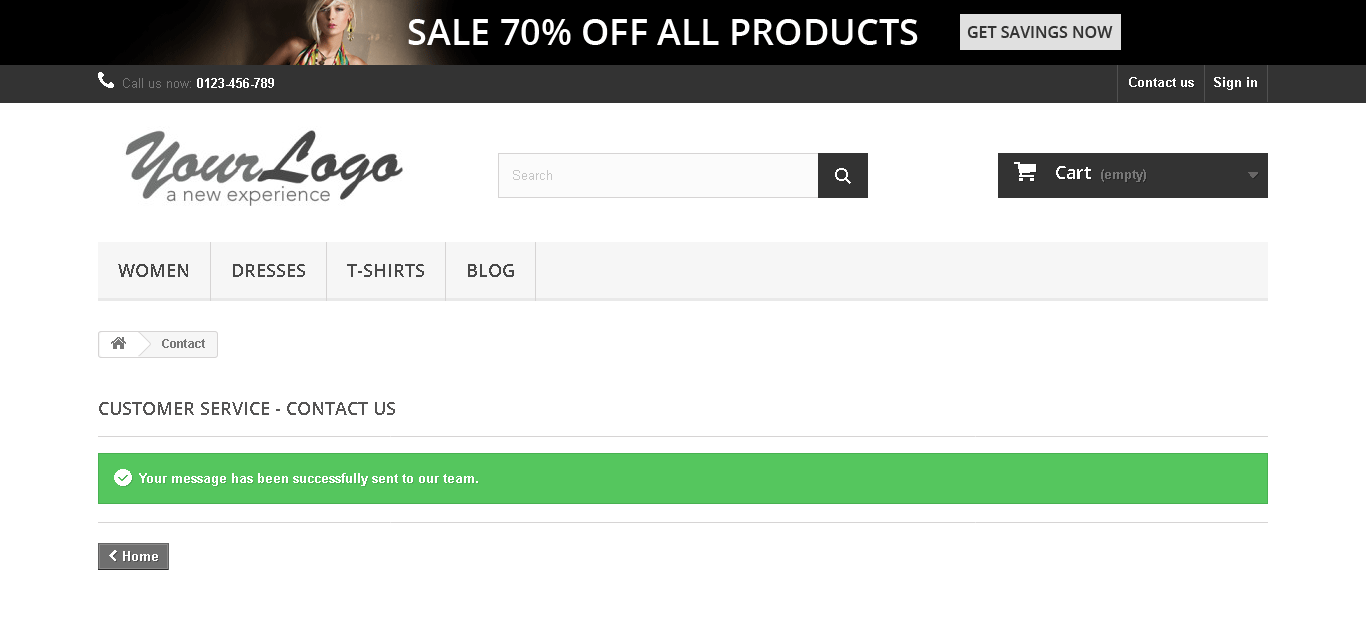 SALE 70% OFF ALL PRODUCTS GET SAVINGS NOW
Call us now: 0123-456-789 Contact us Sign in
YourLogo
a new experience
Search
Cart (empty)
WOMEN DRESSES T-SHIRTS BLOG
Contact
CUSTOMER SERVICE - CONTACT US
Your message has been successfully sent to our team.
Home